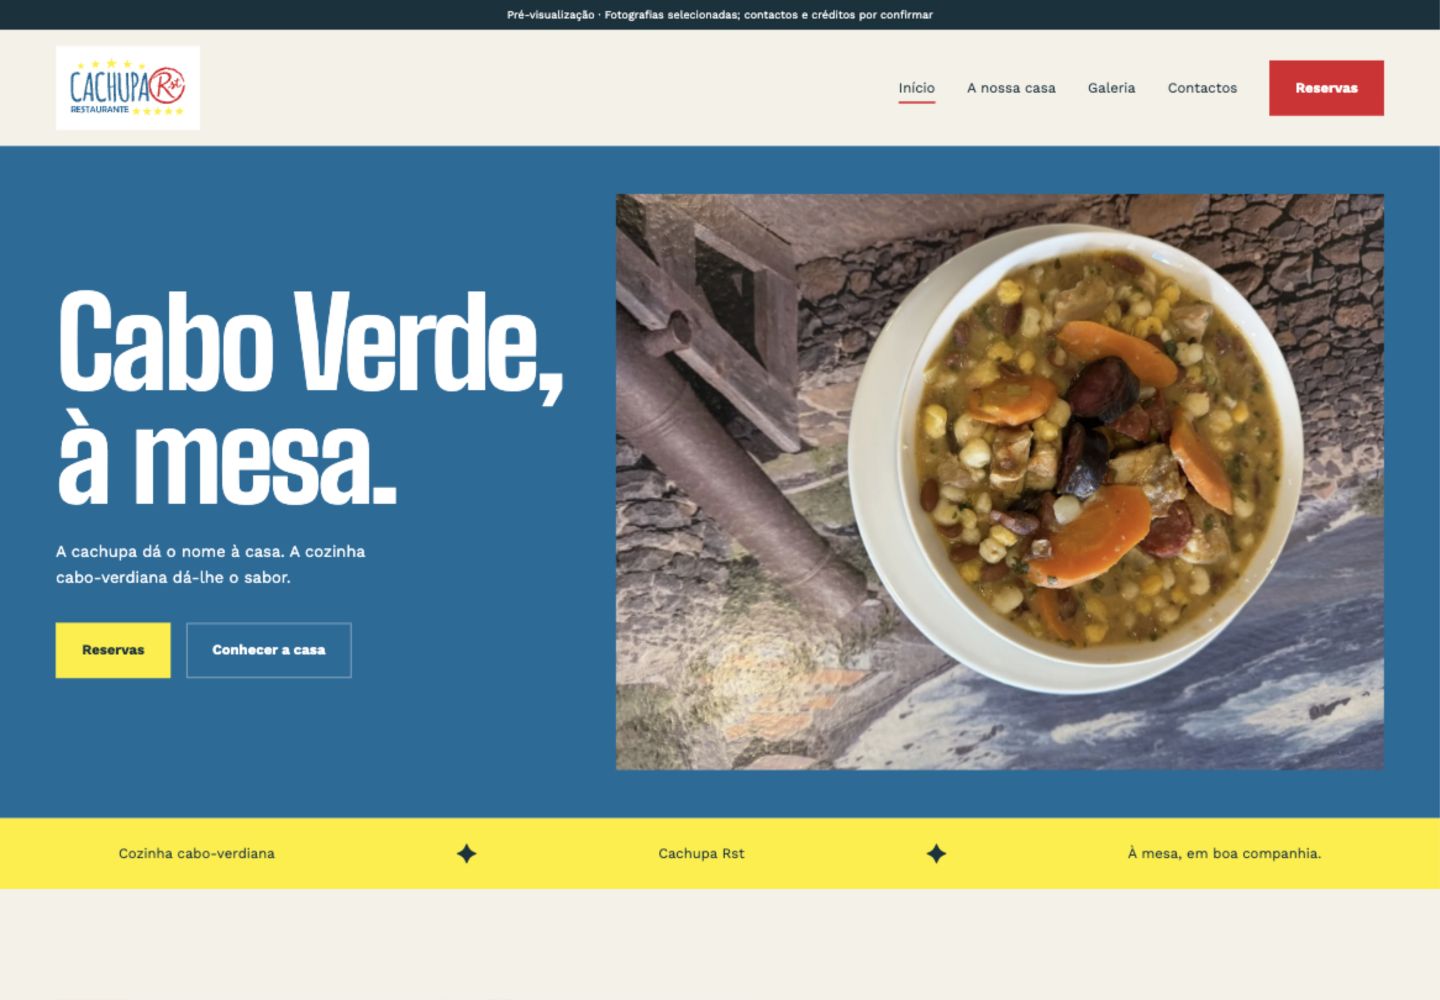 Pré-visualização · Fotografias selecionadas; contactos e créditos por confirmar
CACHUPA Rst
RESTAURANTE
Início
A nossa casa
Galeria
Contactos
Reservas
Cabo Verde,
à mesa.
A cachupa dá o nome à casa. A cozinha
cabo-verdiana dá-lhe o sabor.
Reservas
Conhecer a casa
Cozinha cabo-verdiana
Cachupa Rst
À mesa, em boa companhia.